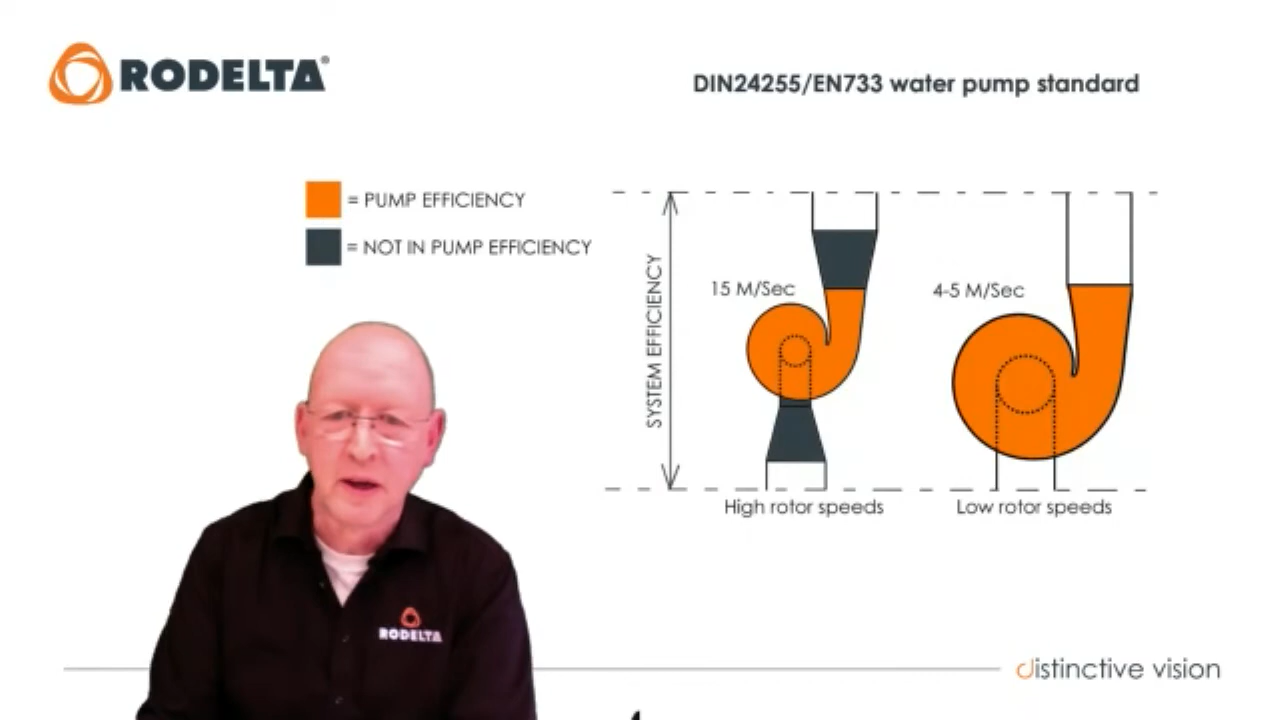 RODELTA®
DIN24255/EN733 water pump standard
= PUMP EFFICIENCY
= NOT IN PUMP EFFICIENCY
SYSTEM EFFICIENCY
15 M/Sec
4-5 M/Sec
High rotor speeds
Low rotor speeds
RODELTA
distinctive vision